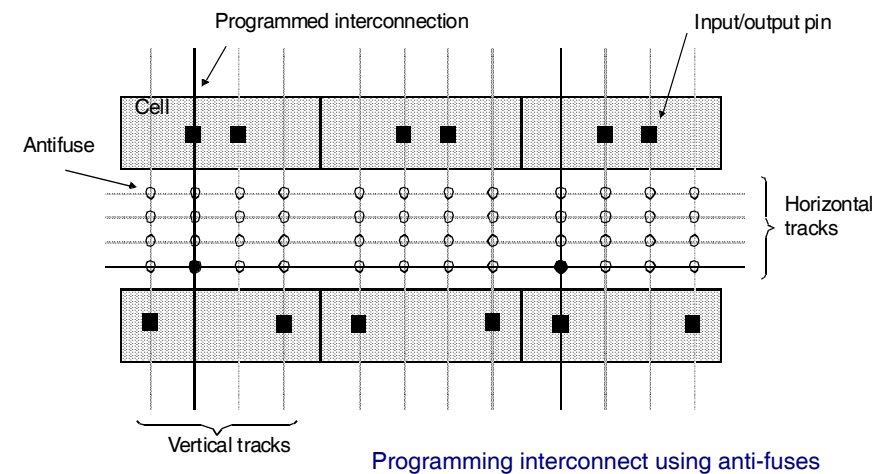 Programmed interconnection
Input/output pin
Cell
Antifuse
Horizontal
tracks
Vertical tracks
Programming interconnect using anti-fuses